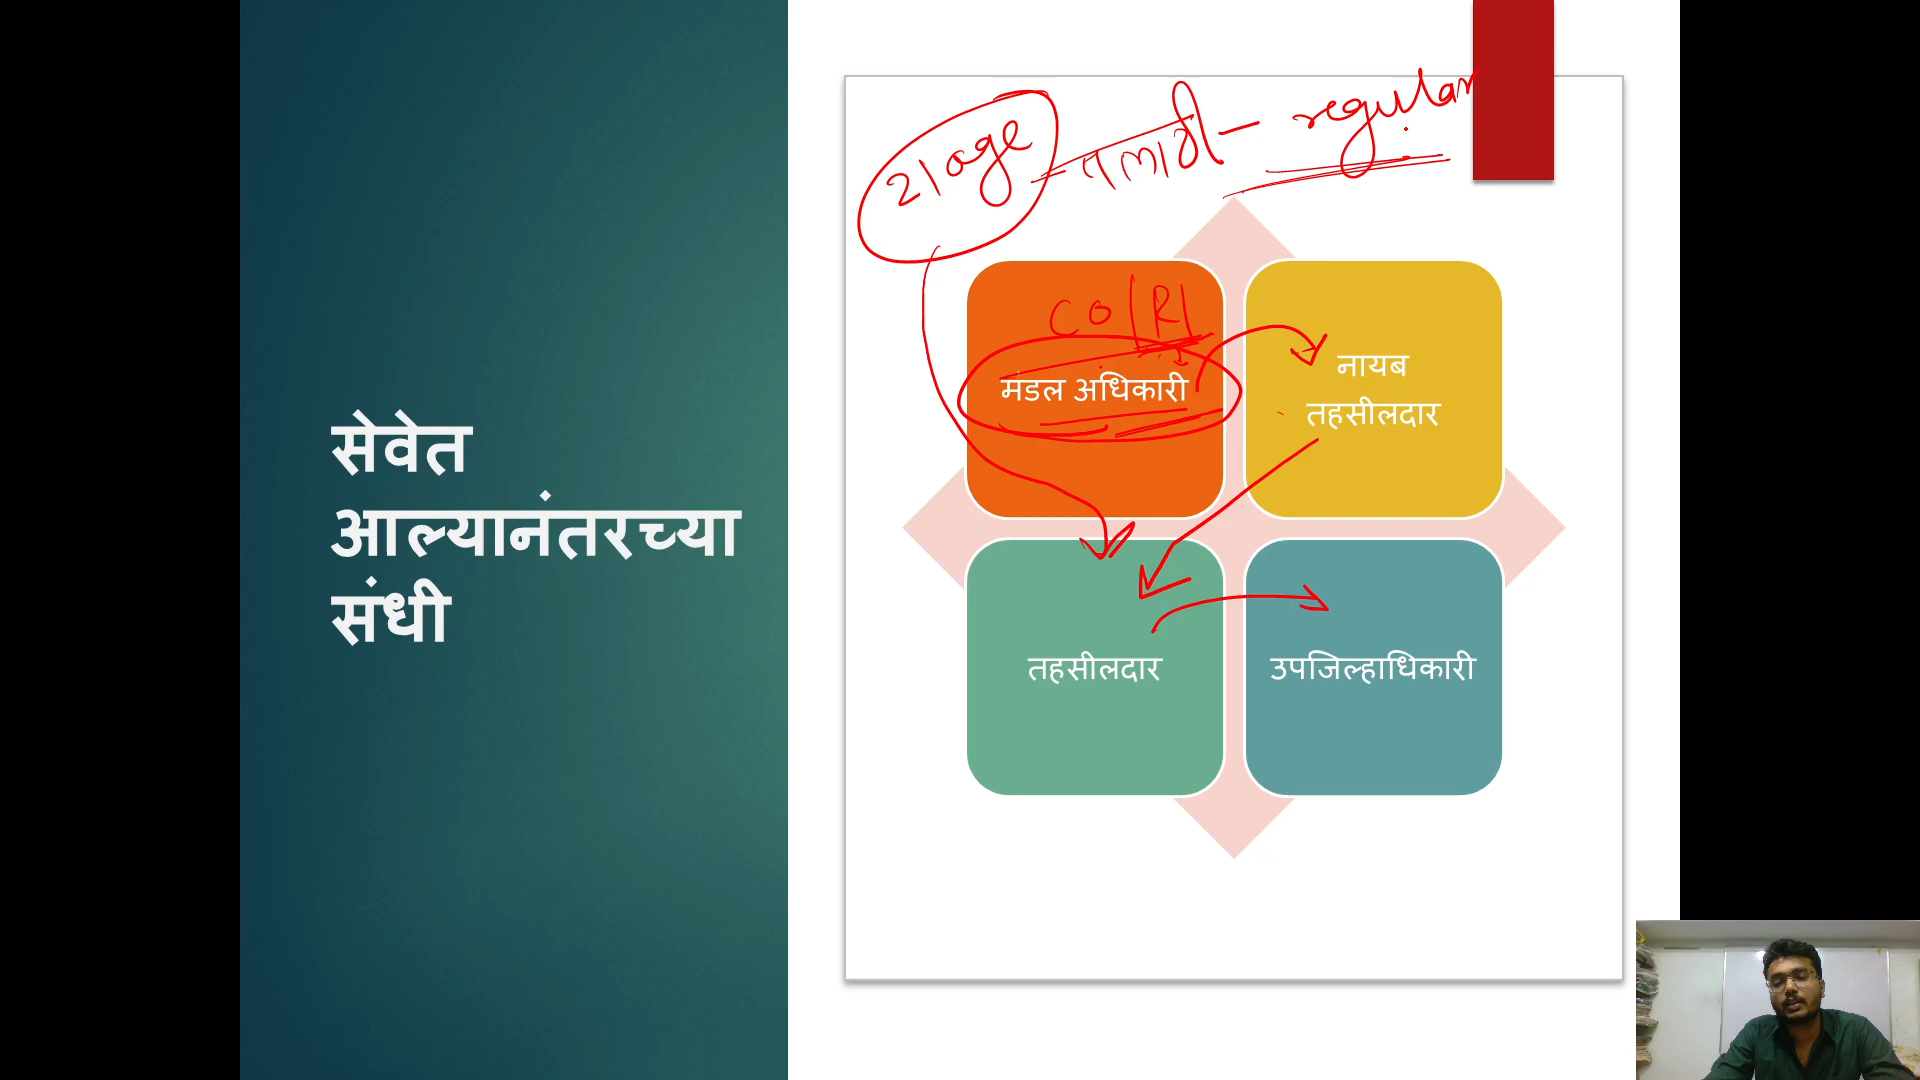 सेवेत
आल्यानंतरच्या
संधी
21 age - तलाठी - regular
CO/RI
मंडल अधिकारी
नायब
तहसीलदार
तहसीलदार
उपजिल्हाधिकारी